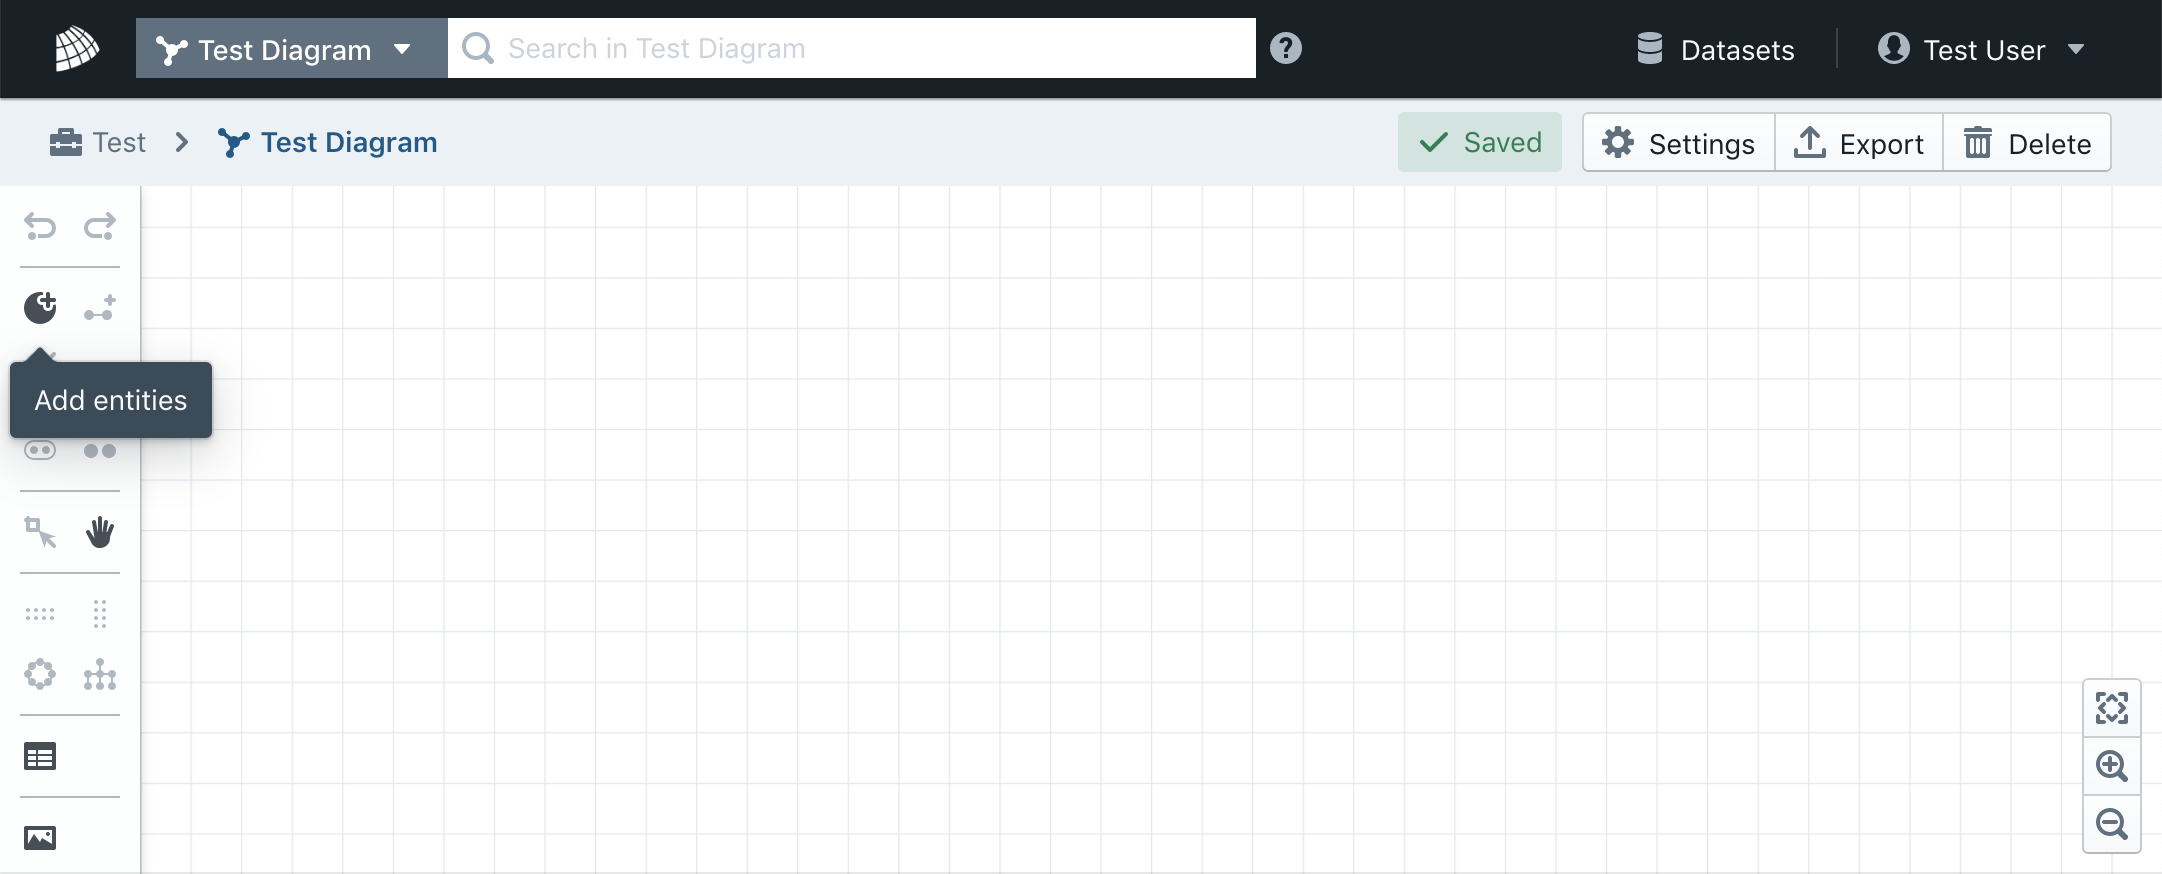 Test Diagram
Search in Test Diagram
Datasets
Test User
Test
Test Diagram
Saved
Settings
Export
Delete
Add entities